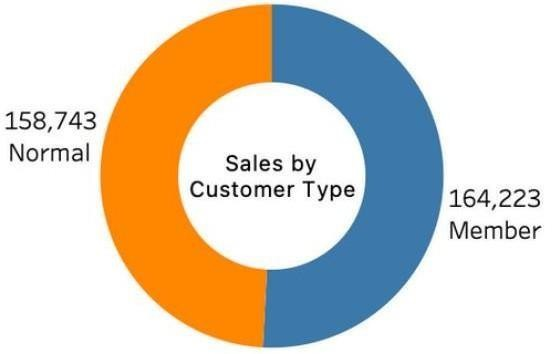 158,743
Normal
Sales by
Customer Type
164,223
Member